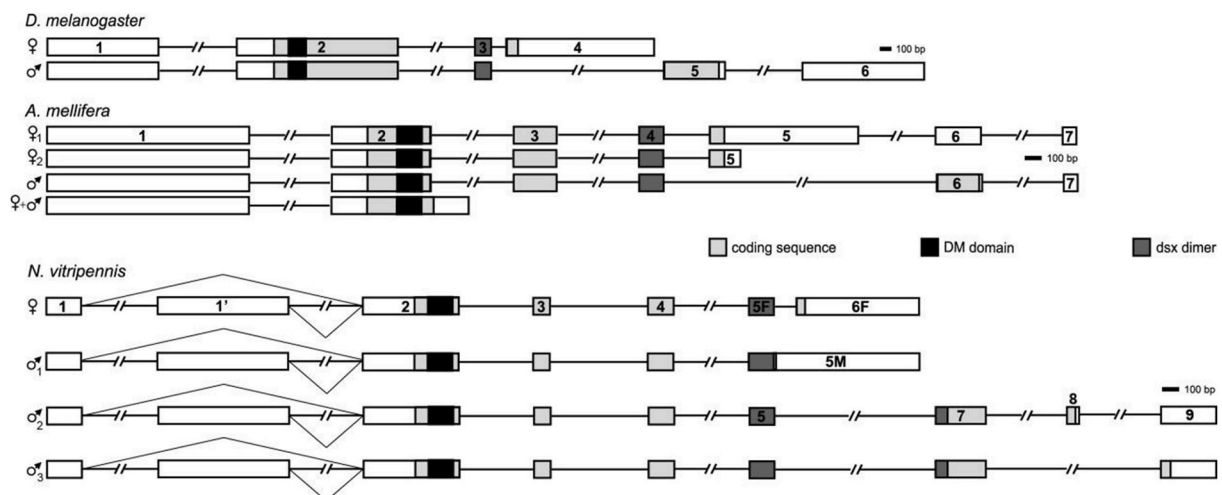 D. melanogaster
♀ 1 2 3 4 100 bp
♂ 5 6
A. mellifera
♀1 1 2 3 4 5 6 7
♀2 5 100 bp
♂ 6 7
♀+♂
coding sequence DM domain dsx dimer
N. vitripennis
♀ 1 1' 2 3 4 5F 6F
♂1 5M
100 bp
♂2 5 7 8 9
♂3